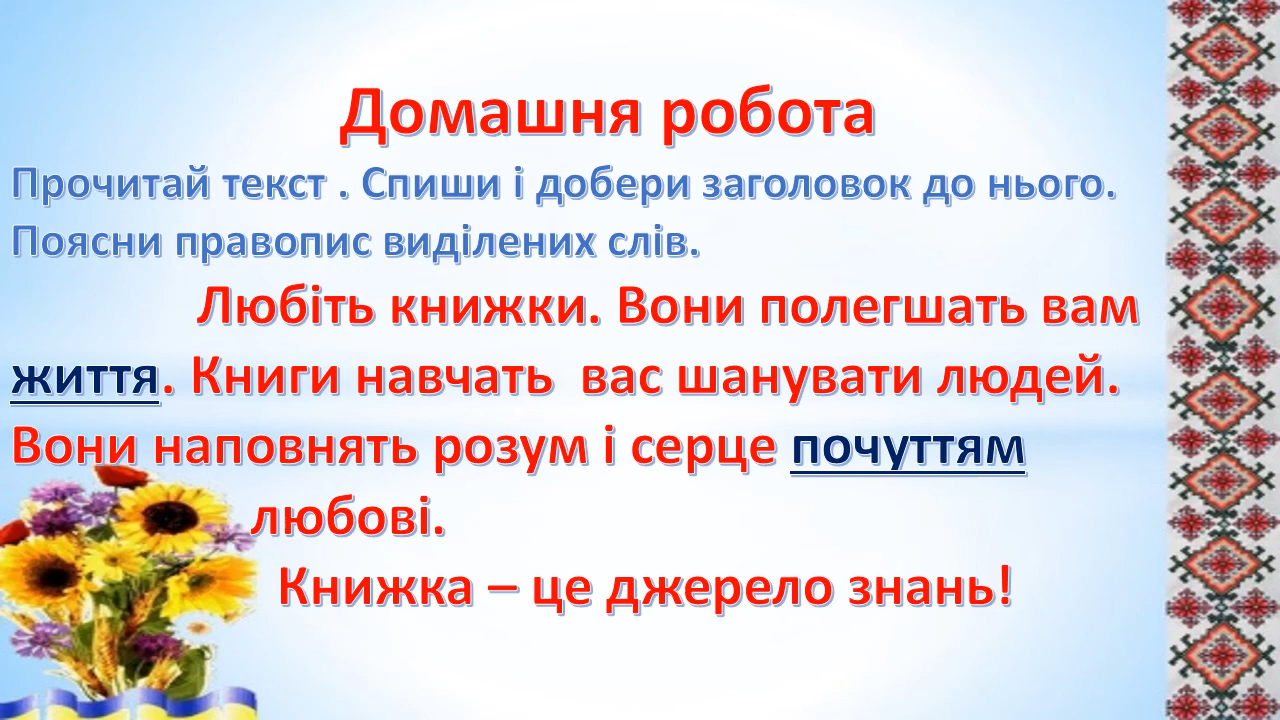 Домашня робота
Прочитай текст . Спиши і добери заголовок до нього.
Поясни правопис виділених слів.
Любіть книжки. Вони полегшать вам
життя. Книги навчать  вас шанувати людей.
Вони наповнять розум і серце почуттям
любові.
Книжка – це джерело знань!